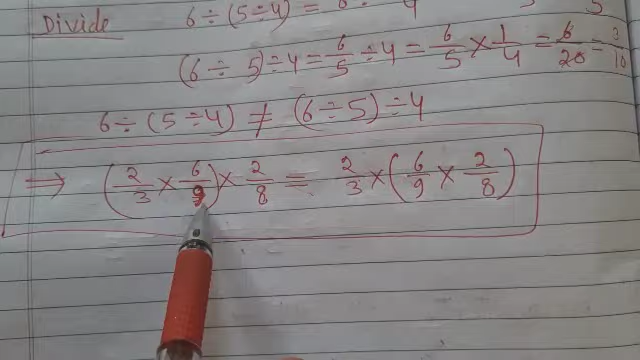 Divide
6 ÷ (5 ÷ 4) =
(6 ÷ 5) ÷ 4 = 6/5 ÷ 4 = 6/5 × 1/4 = 6/20 = 3/10
6 ÷ (5 ÷ 4) ≠ (6 ÷ 5) ÷ 4
⇒ (2/3 × 6/9) × 2/8 = 2/3 × (6/9 × 2/8)